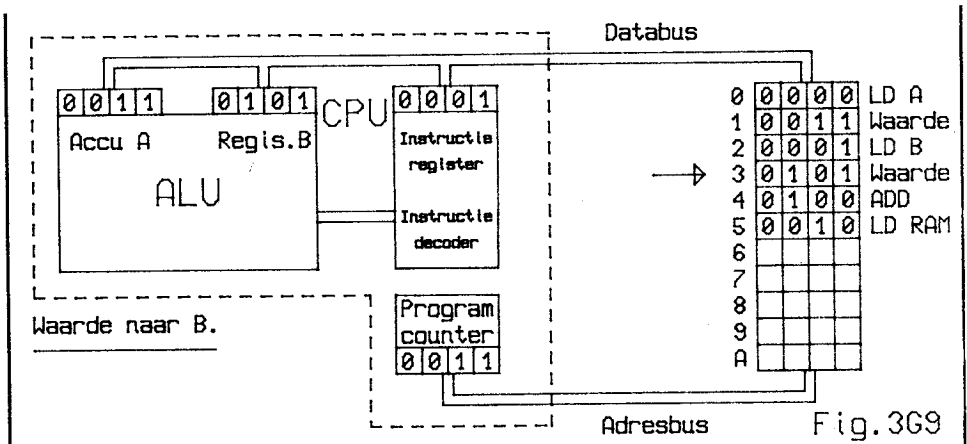 Databus
0 0 1 1
0 1 0 1
CPU
0 0 0 1
Accu A
Regis.B
ALU
Instructie
register
Instructie
decoder
Program
counter
0 0 1 1
Waarde naar B.
0 0 0 0 0 LD A
1 0 0 1 1 Waarde
2 0 0 0 1 LD B
3 0 1 0 1 Waarde
4 0 1 0 0 ADD
5 0 0 1 0 LD RAM
6
7
8
9
A
Adresbus
Fig.3G9